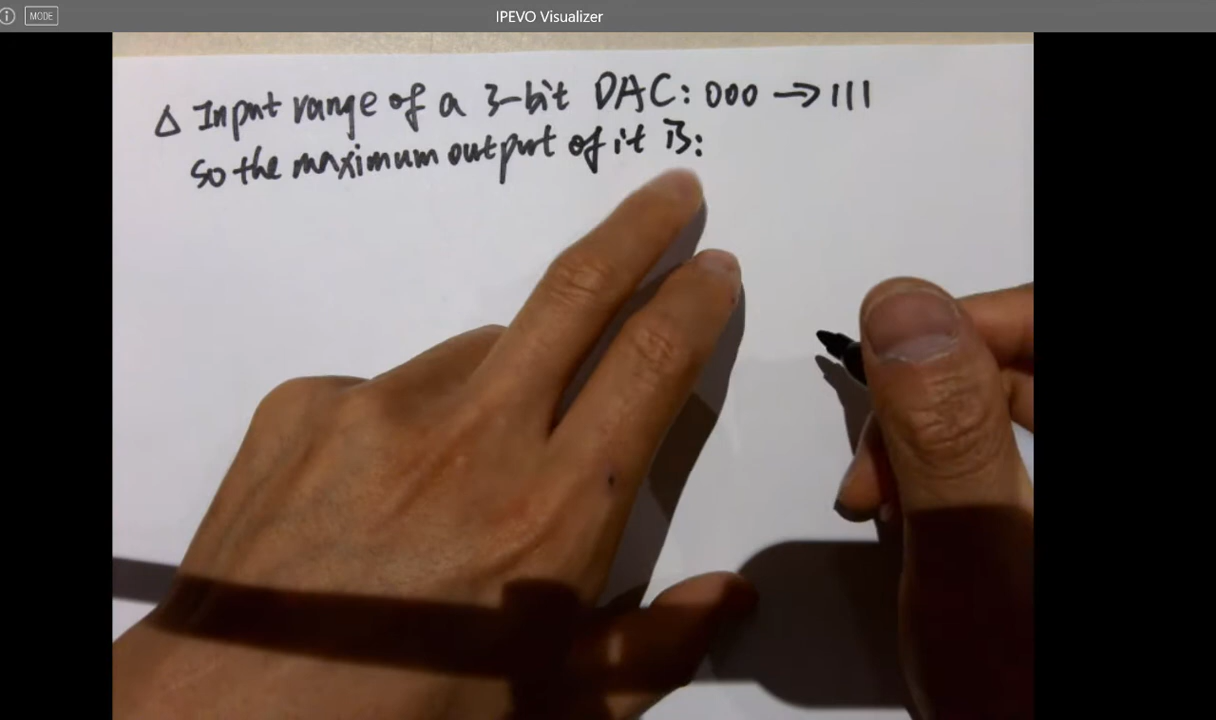 MODE
IPEVO Visualizer
△ Input range of a 3-bit DAC: 000 → 111
so the maximum output of it is: